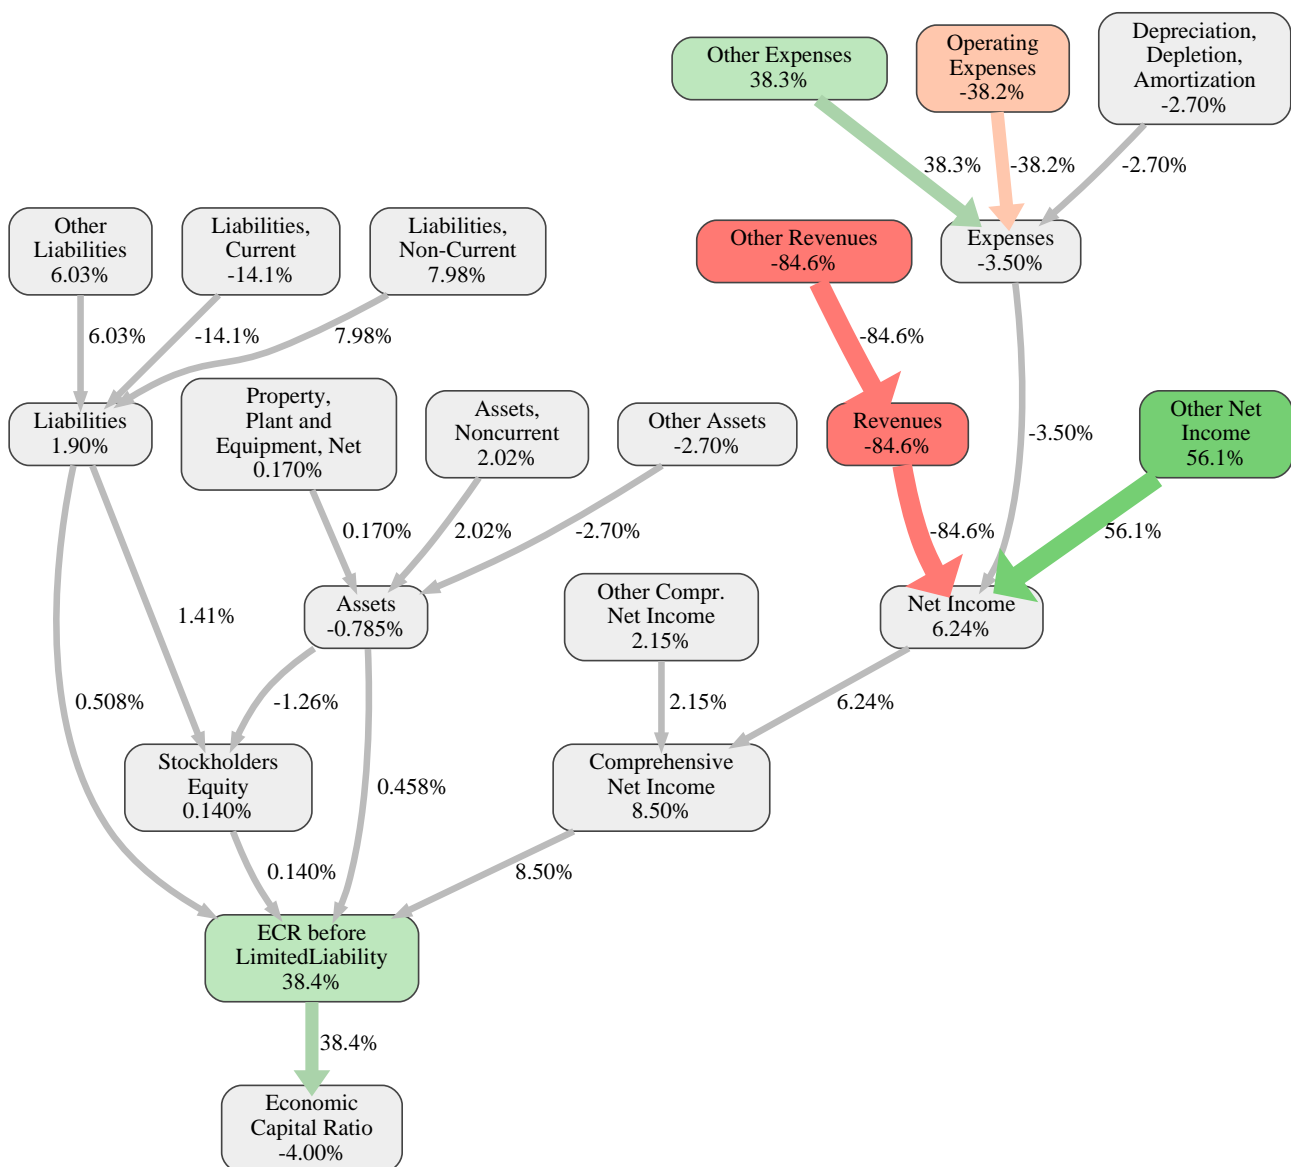 Other Expenses
38.3%
Operating
Expenses
-38.2%
Depreciation,
Depletion,
Amortization
-2.70%
38.3%
-38.2%
-2.70%
Other
Liabilities
6.03%
Liabilities,
Current
-14.1%
Liabilities,
Non-Current
7.98%
Other Revenues
-84.6%
Expenses
-3.50%
6.03%
-14.1%
7.98%
-84.6%
Liabilities
1.90%
Property,
Plant and
Equipment, Net
0.170%
Assets,
Noncurrent
2.02%
Other Assets
-2.70%
Revenues
-84.6%
-3.50%
Other Net
Income
56.1%
0.170%
2.02%
-2.70%
-84.6%
56.1%
1.41%
Assets
-0.785%
Other Compr.
Net Income
2.15%
Net Income
6.24%
0.508%
-1.26%
2.15%
6.24%
Stockholders
Equity
0.140%
0.458%
Comprehensive
Net Income
8.50%
0.140%
8.50%
ECR before
LimitedLiability
38.4%
38.4%
Economic
Capital Ratio
-4.00%